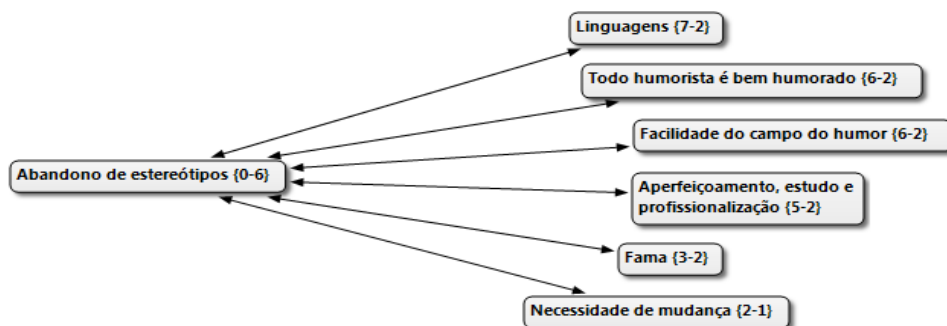 Linguagens {7-2}
Todo humorista é bem humorado {6-2}
Facilidade do campo do humor {6-2}
Abandono de estereótipos {0-6}
Aperfeiçoamento, estudo e
profissionalização {5-2}
Fama {3-2}
Necessidade de mudança {2-1}